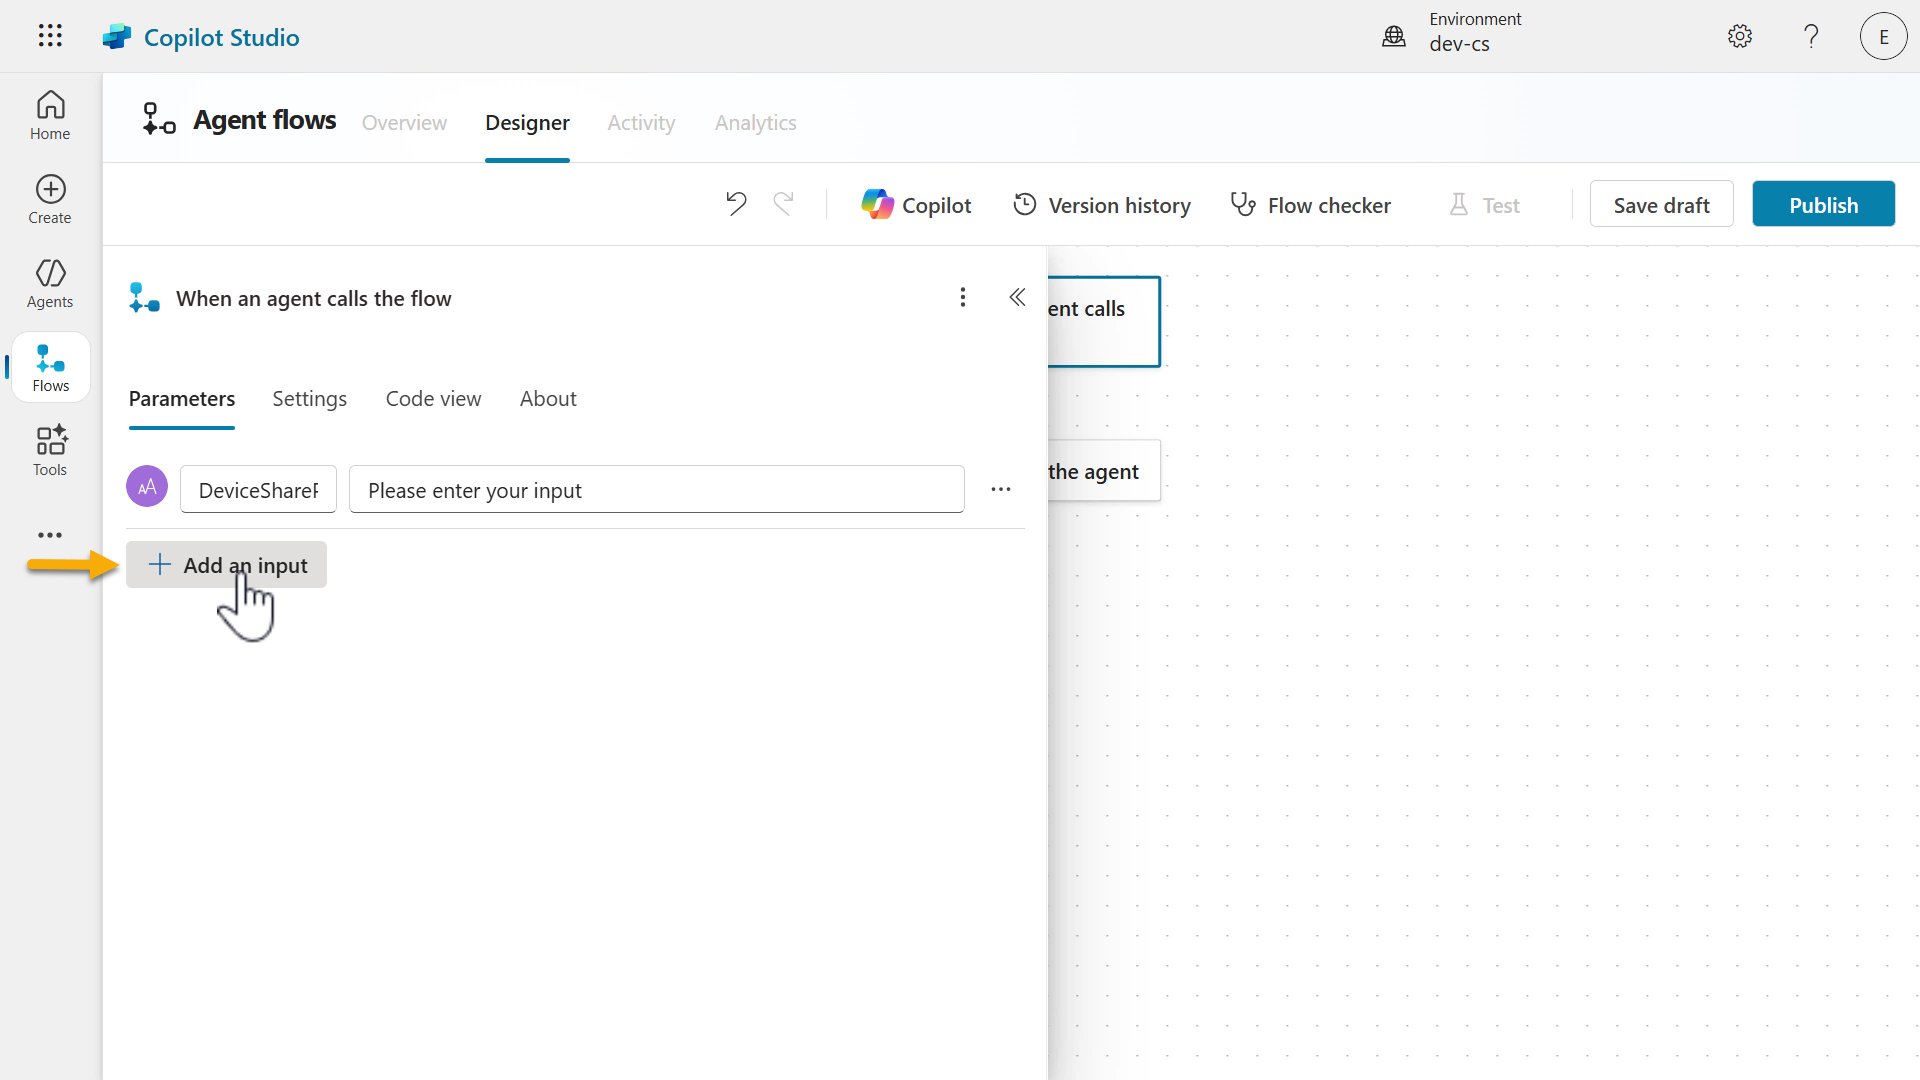 Copilot Studio
Environment
dev-cs
E
Home
Create
Agents
Flows
Tools
Agent flows
Overview
Designer
Activity
Analytics
Copilot
Version history
Flow checker
Test
Save draft
Publish
When an agent calls the flow
Parameters
Settings
Code view
About
AA
DeviceShareF
Please enter your input
Add an input
ent calls
the agent